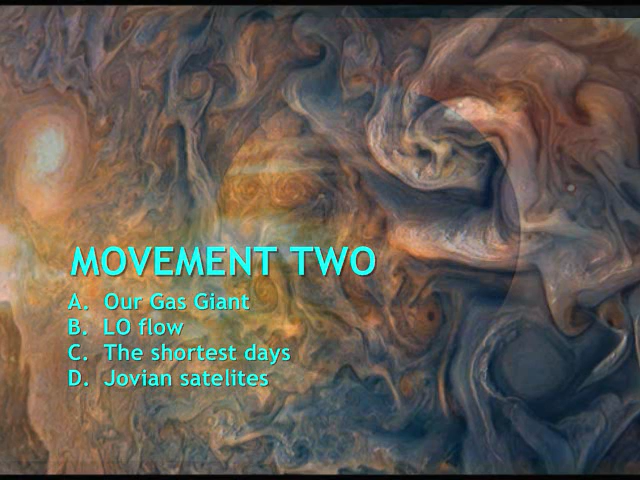 MOVEMENT TWO
A. Our Gas Giant
B. LO flow
C. The shortest days
D. Jovian satelites